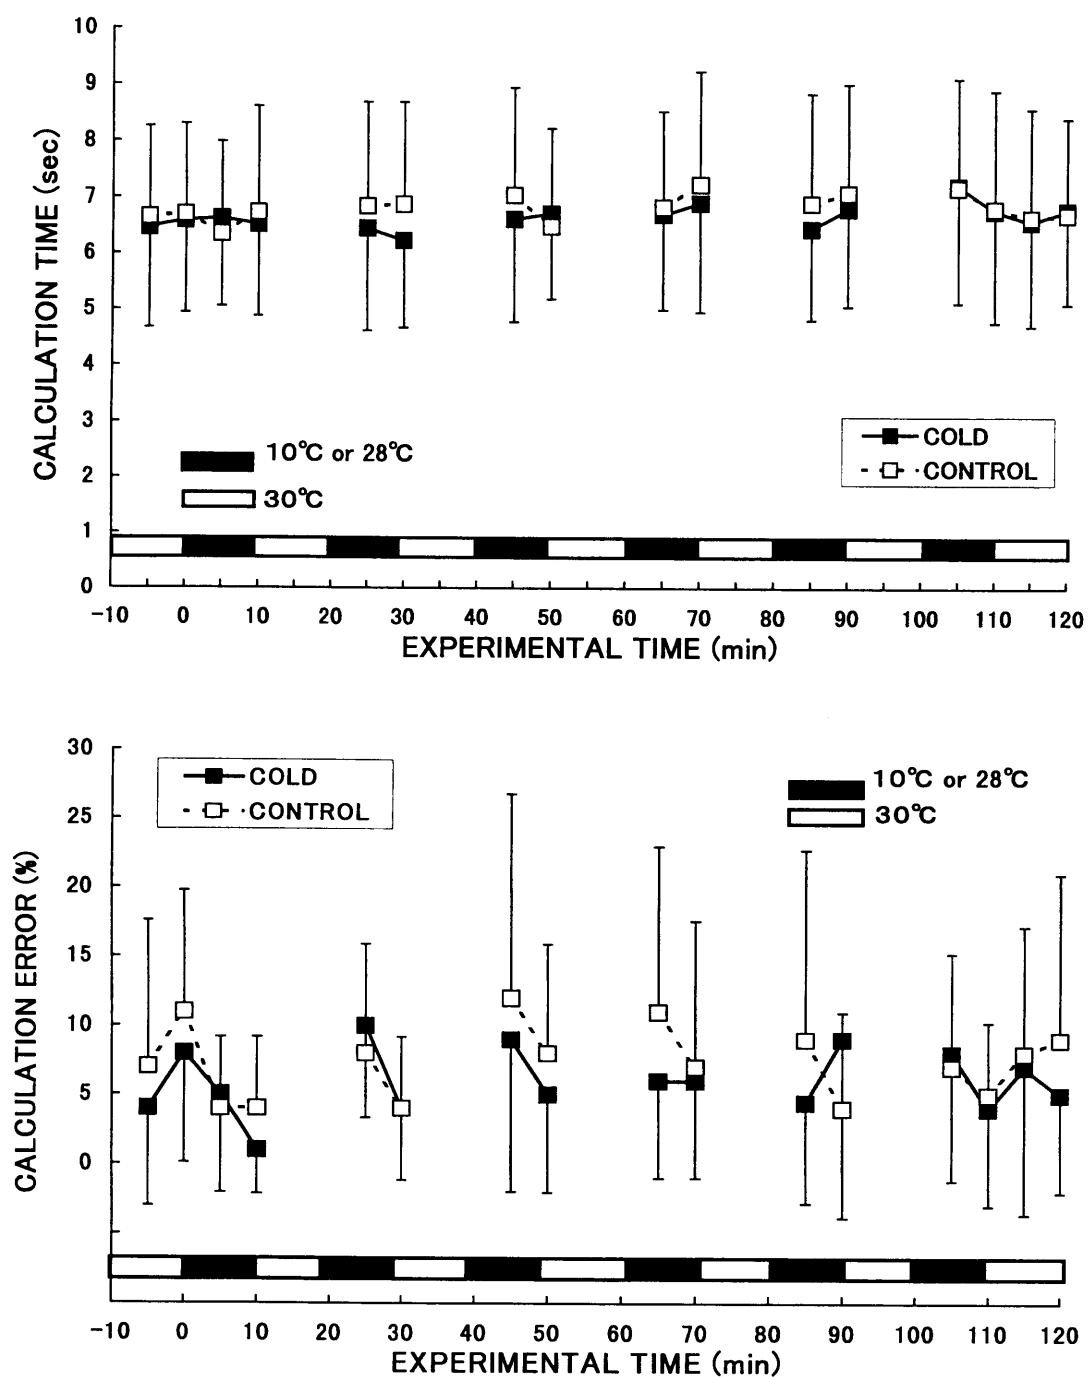 10
9
8
7
6
5
4
3
2
1
0
CALCULATION TIME (sec)
10°C or 28°C
30°C
COLD
CONTROL
-10 0 10 20 30 40 50 60 70 80 90 100 110 120
EXPERIMENTAL TIME (min)
30
25
20
15
10
5
0
CALCULATION ERROR (%)
COLD
CONTROL
10°C or 28°C
30°C
-10 0 10 20 30 40 50 60 70 80 90 100 110 120
EXPERIMENTAL TIME (min)